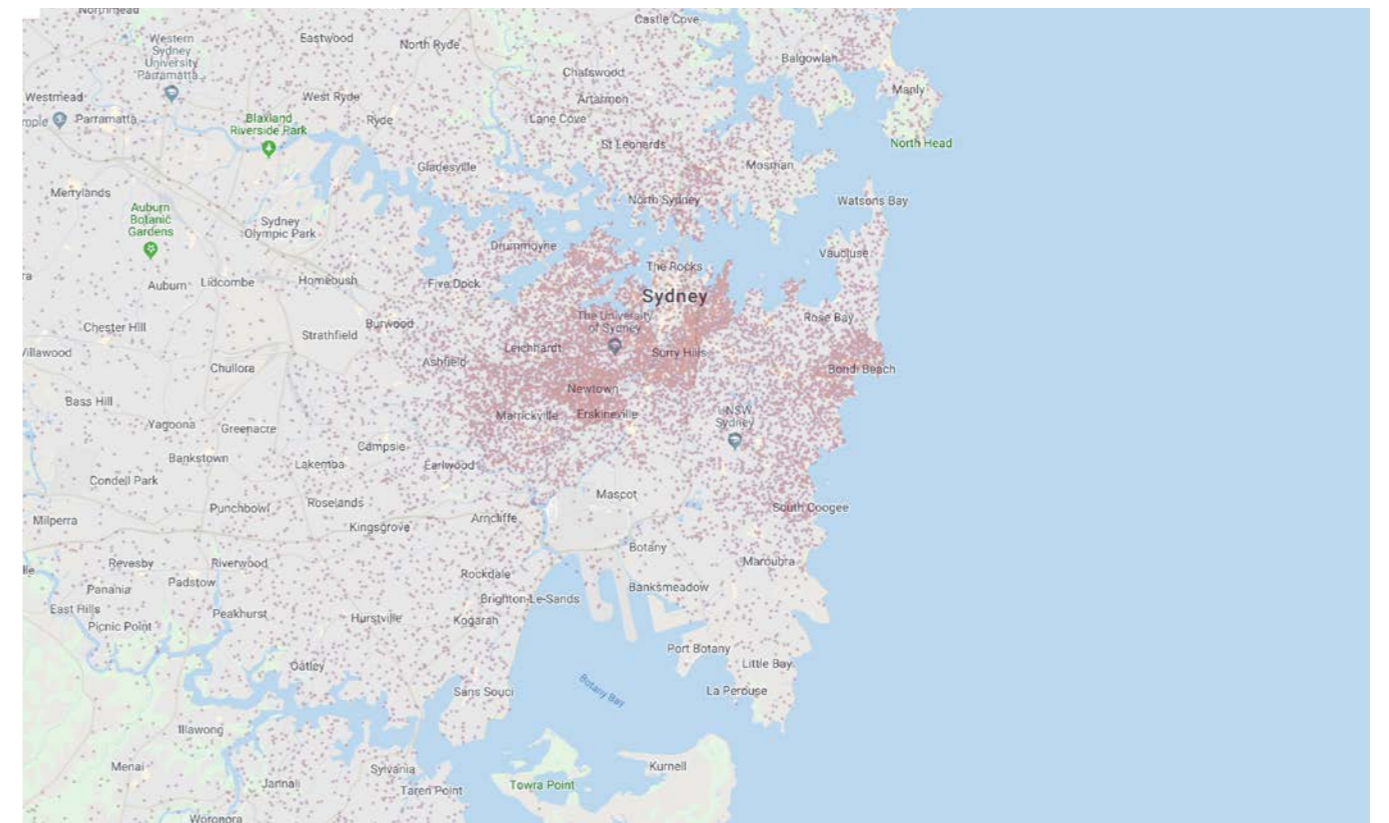 Northmead
Castle Cove
Western
Sydney
University
Parramatta...
Eastwood
North Ryde
Balgowlah
Chatswood
Manly
Westmead
West Ryde
Artarmon
mple
Parramatta
Blaxland
Riverside Park
Ryde
Lane Cove
St Leonards
North Head
Gladesville
Mosman
Merrylands
North Sydney
Watsons Bay
Auburn
Botanic
Gardens
Sydney
Olympic Park
Drummoyne
Vaucluse
The Rocks
ra
Auburn
Lidcombe
Homebush
Five Dock
Sydney
The University
of Sydney
Rose Bay
Chester Hill
Strathfield
Burwood
Villawood
Leichhardt
Surry Hills
Chullora
Ashfield
Bondi Beach
Newtown
Bass Hill
Marrickville
Erskineville
UNSW
Sydney
Yagoona
Greenacre
Campsie
Bankstown
Lakemba
Earlwood
Condell Park
Mascot
Punchbowl
Roselands
South Coogee
Milperra
Kingsgrove
Arncliffe
Botany
Revesby
Riverwood
Maroubra
lle
Padstow
Rockdale
Panania
Banksmeadow
Brighton-Le-Sands
East Hills
Peakhurst
Hurstville
Kogarah
Picnic Point
Port Botany
Oatley
Little Bay
Sans Souci
Botany Bay
La Perouse
Illawong
Menai
Sylvania
Kurnell
Jannali
Taren Point
Towra Point
Woronora